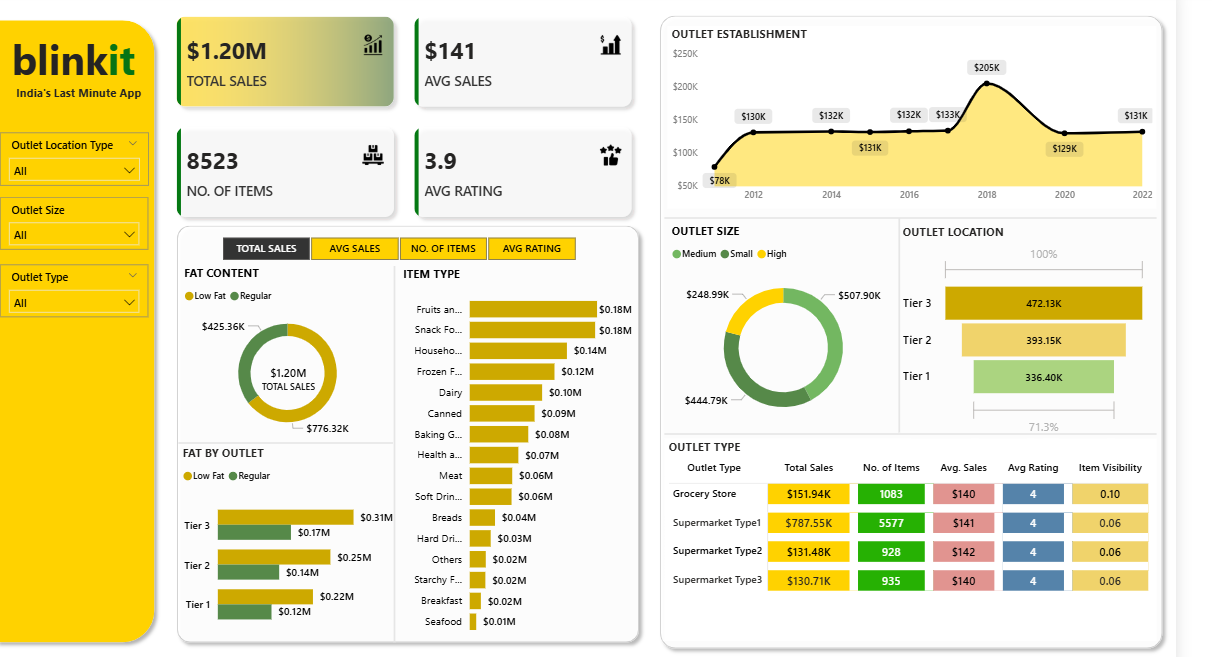 blinkit
India's Last Minute App
Outlet Location Type
All
Outlet Size
All
Outlet Type
All
$1.20M
TOTAL SALES
$141
AVG SALES
8523
NO. OF ITEMS
3.9
AVG RATING
TOTAL SALES AVG SALES NO. OF ITEMS AVG RATING
FAT CONTENT
Low Fat Regular
$425.36K
$1.20M
TOTAL SALES
$776.32K
FAT BY OUTLET
Low Fat Regular
Tier 3 $0.31M
$0.17M
Tier 2 $0.25M
$0.14M
Tier 1 $0.22M
$0.12M
ITEM TYPE
Fruits an... $0.18M
Snack Fo... $0.18M
Househo... $0.14M
Frozen F... $0.12M
Dairy $0.10M
Canned $0.09M
Baking G... $0.08M
Health a... $0.07M
Meat $0.06M
Soft Drin... $0.06M
Breads $0.04M
Hard Dri... $0.03M
Others $0.02M
Starchy F... $0.02M
Breakfast $0.02M
Seafood $0.01M
OUTLET ESTABLISHMENT
$250K
$200K
$150K
$100K
$50K
$78K $130K $132K $131K $132K $133K $205K $129K $131K
2012 2014 2016 2018 2020 2022
OUTLET SIZE
Medium Small High
$248.99K $507.90K
$444.79K
OUTLET LOCATION
100%
Tier 3 472.13K
Tier 2 393.15K
Tier 1 336.40K
71.3%
OUTLET TYPE
Outlet Type Total Sales No. of Items Avg. Sales Avg Rating Item Visibility
Grocery Store $151.94K 1083 $140 4 0.10
Supermarket Type1 $787.55K 5577 $141 4 0.06
Supermarket Type2 $131.48K 928 $142 4 0.06
Supermarket Type3 $130.71K 935 $140 4 0.06